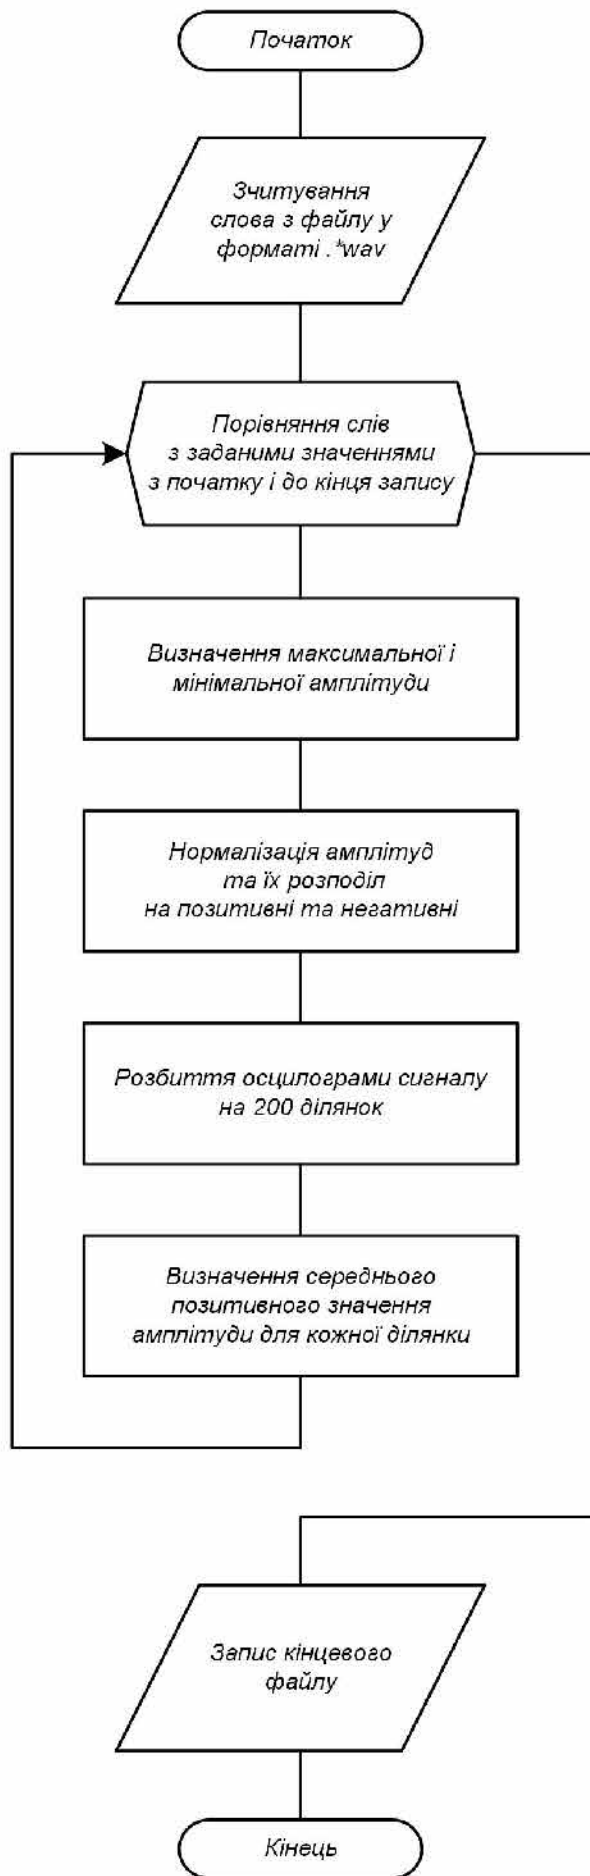 Початок
Зчитування
слова з файлу у
форматі .*wav
Порівняння слів
з заданими значеннями
з початку і до кінця запису
Визначення максимальної і
мінімальної амплітуди
Нормалізація амплітуд
та їх розподіл
на позитивні та негативні
Розбиття осцилограми сигналу
на 200 ділянок
Визначення середнього
позитивного значення
амплітуди для кожної ділянки
Запис кінцевого
файлу
Кінець